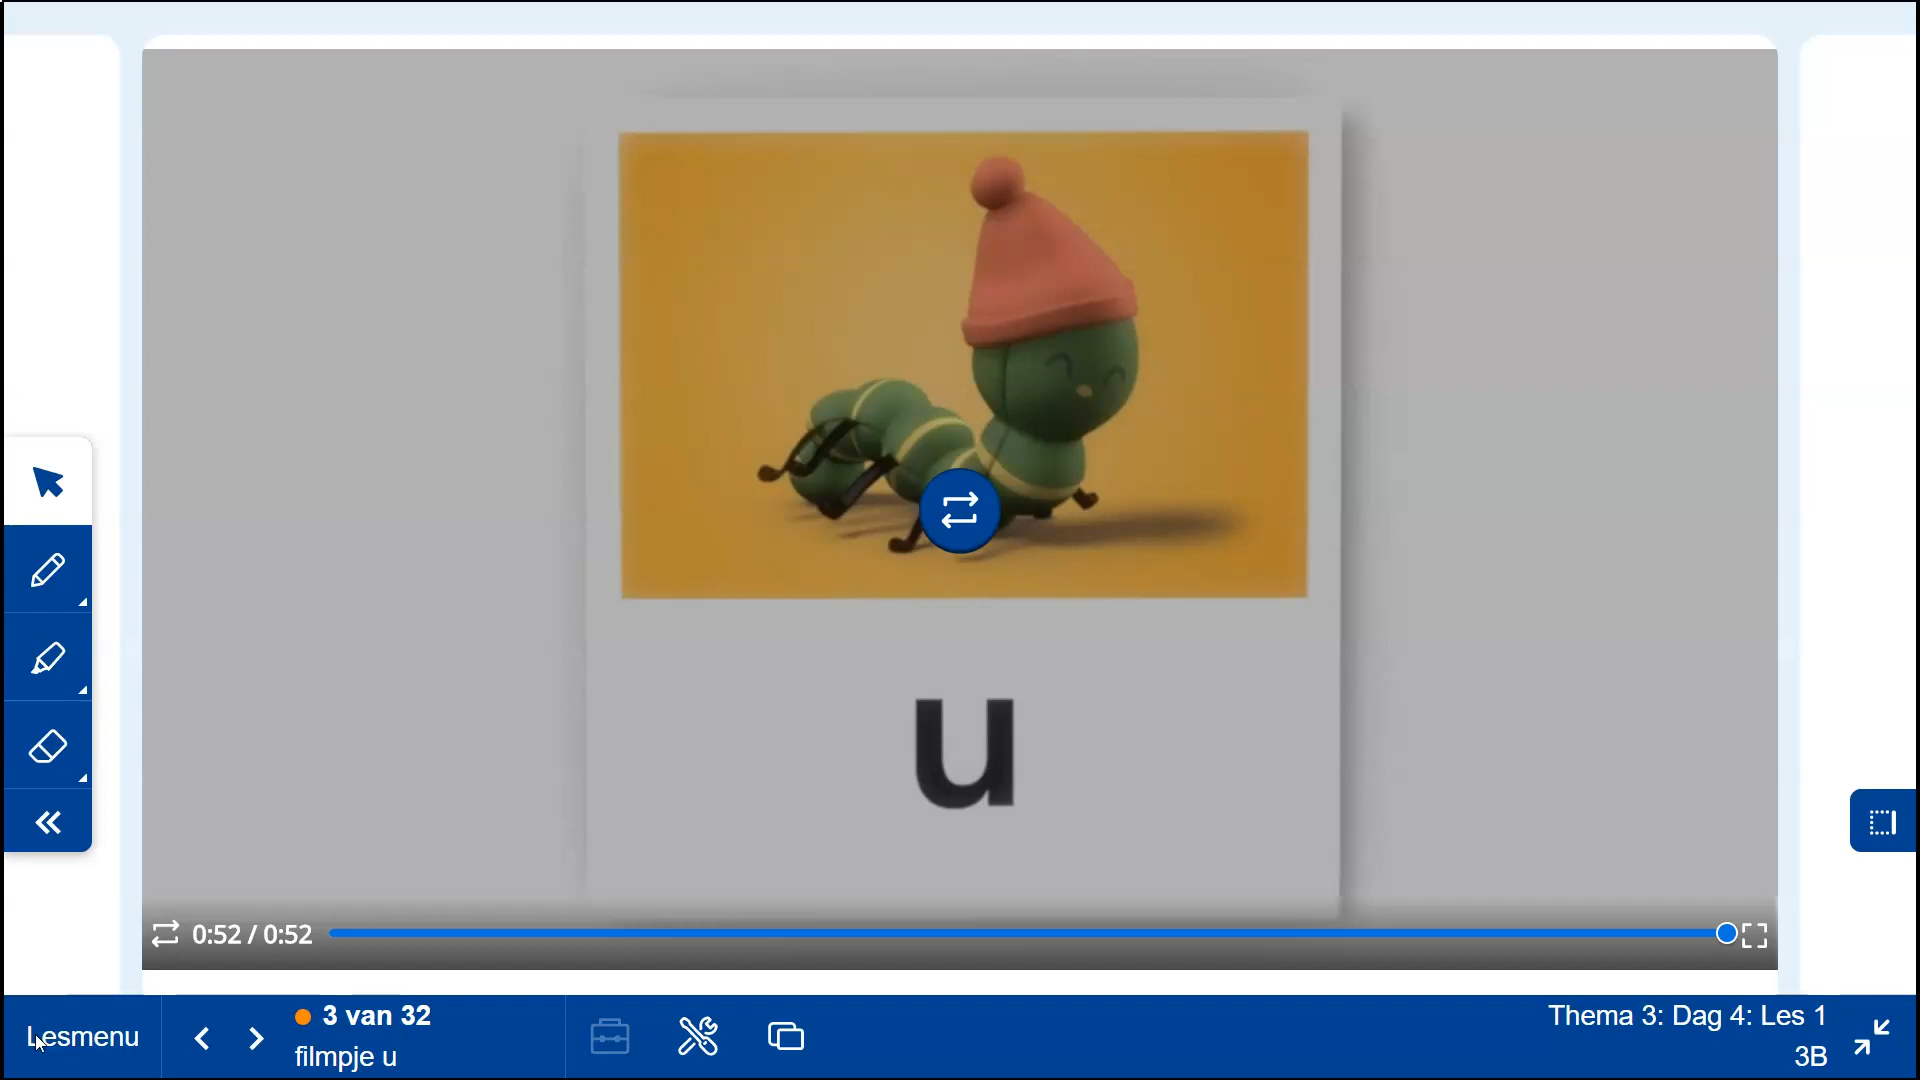 u
0:52 / 0:52
Lesmenu
3 van 32
filmpje u
Thema 3: Dag 4: Les 1
3B